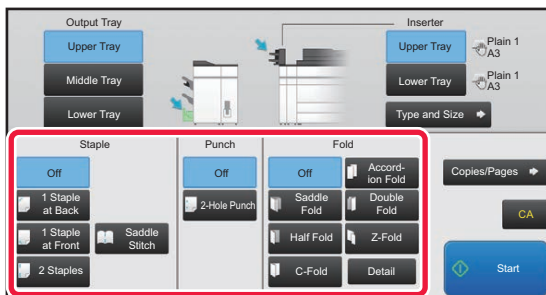 Output Tray
Inserter
Upper Tray
Middle Tray
Lower Tray
Upper Tray
Plain 1
A3
Lower Tray
Plain 1
A3
Type and Size
Staple
Punch
Fold
Off
1 Staple
at Back
1 Staple
at Front
Saddle
Stitch
2 Staples
Off
2-Hole Punch
Off
Accord-
ion Fold
Saddle
Fold
Double
Fold
Half Fold
Z-Fold
C-Fold
Detail
Copies/Pages
CA
Start